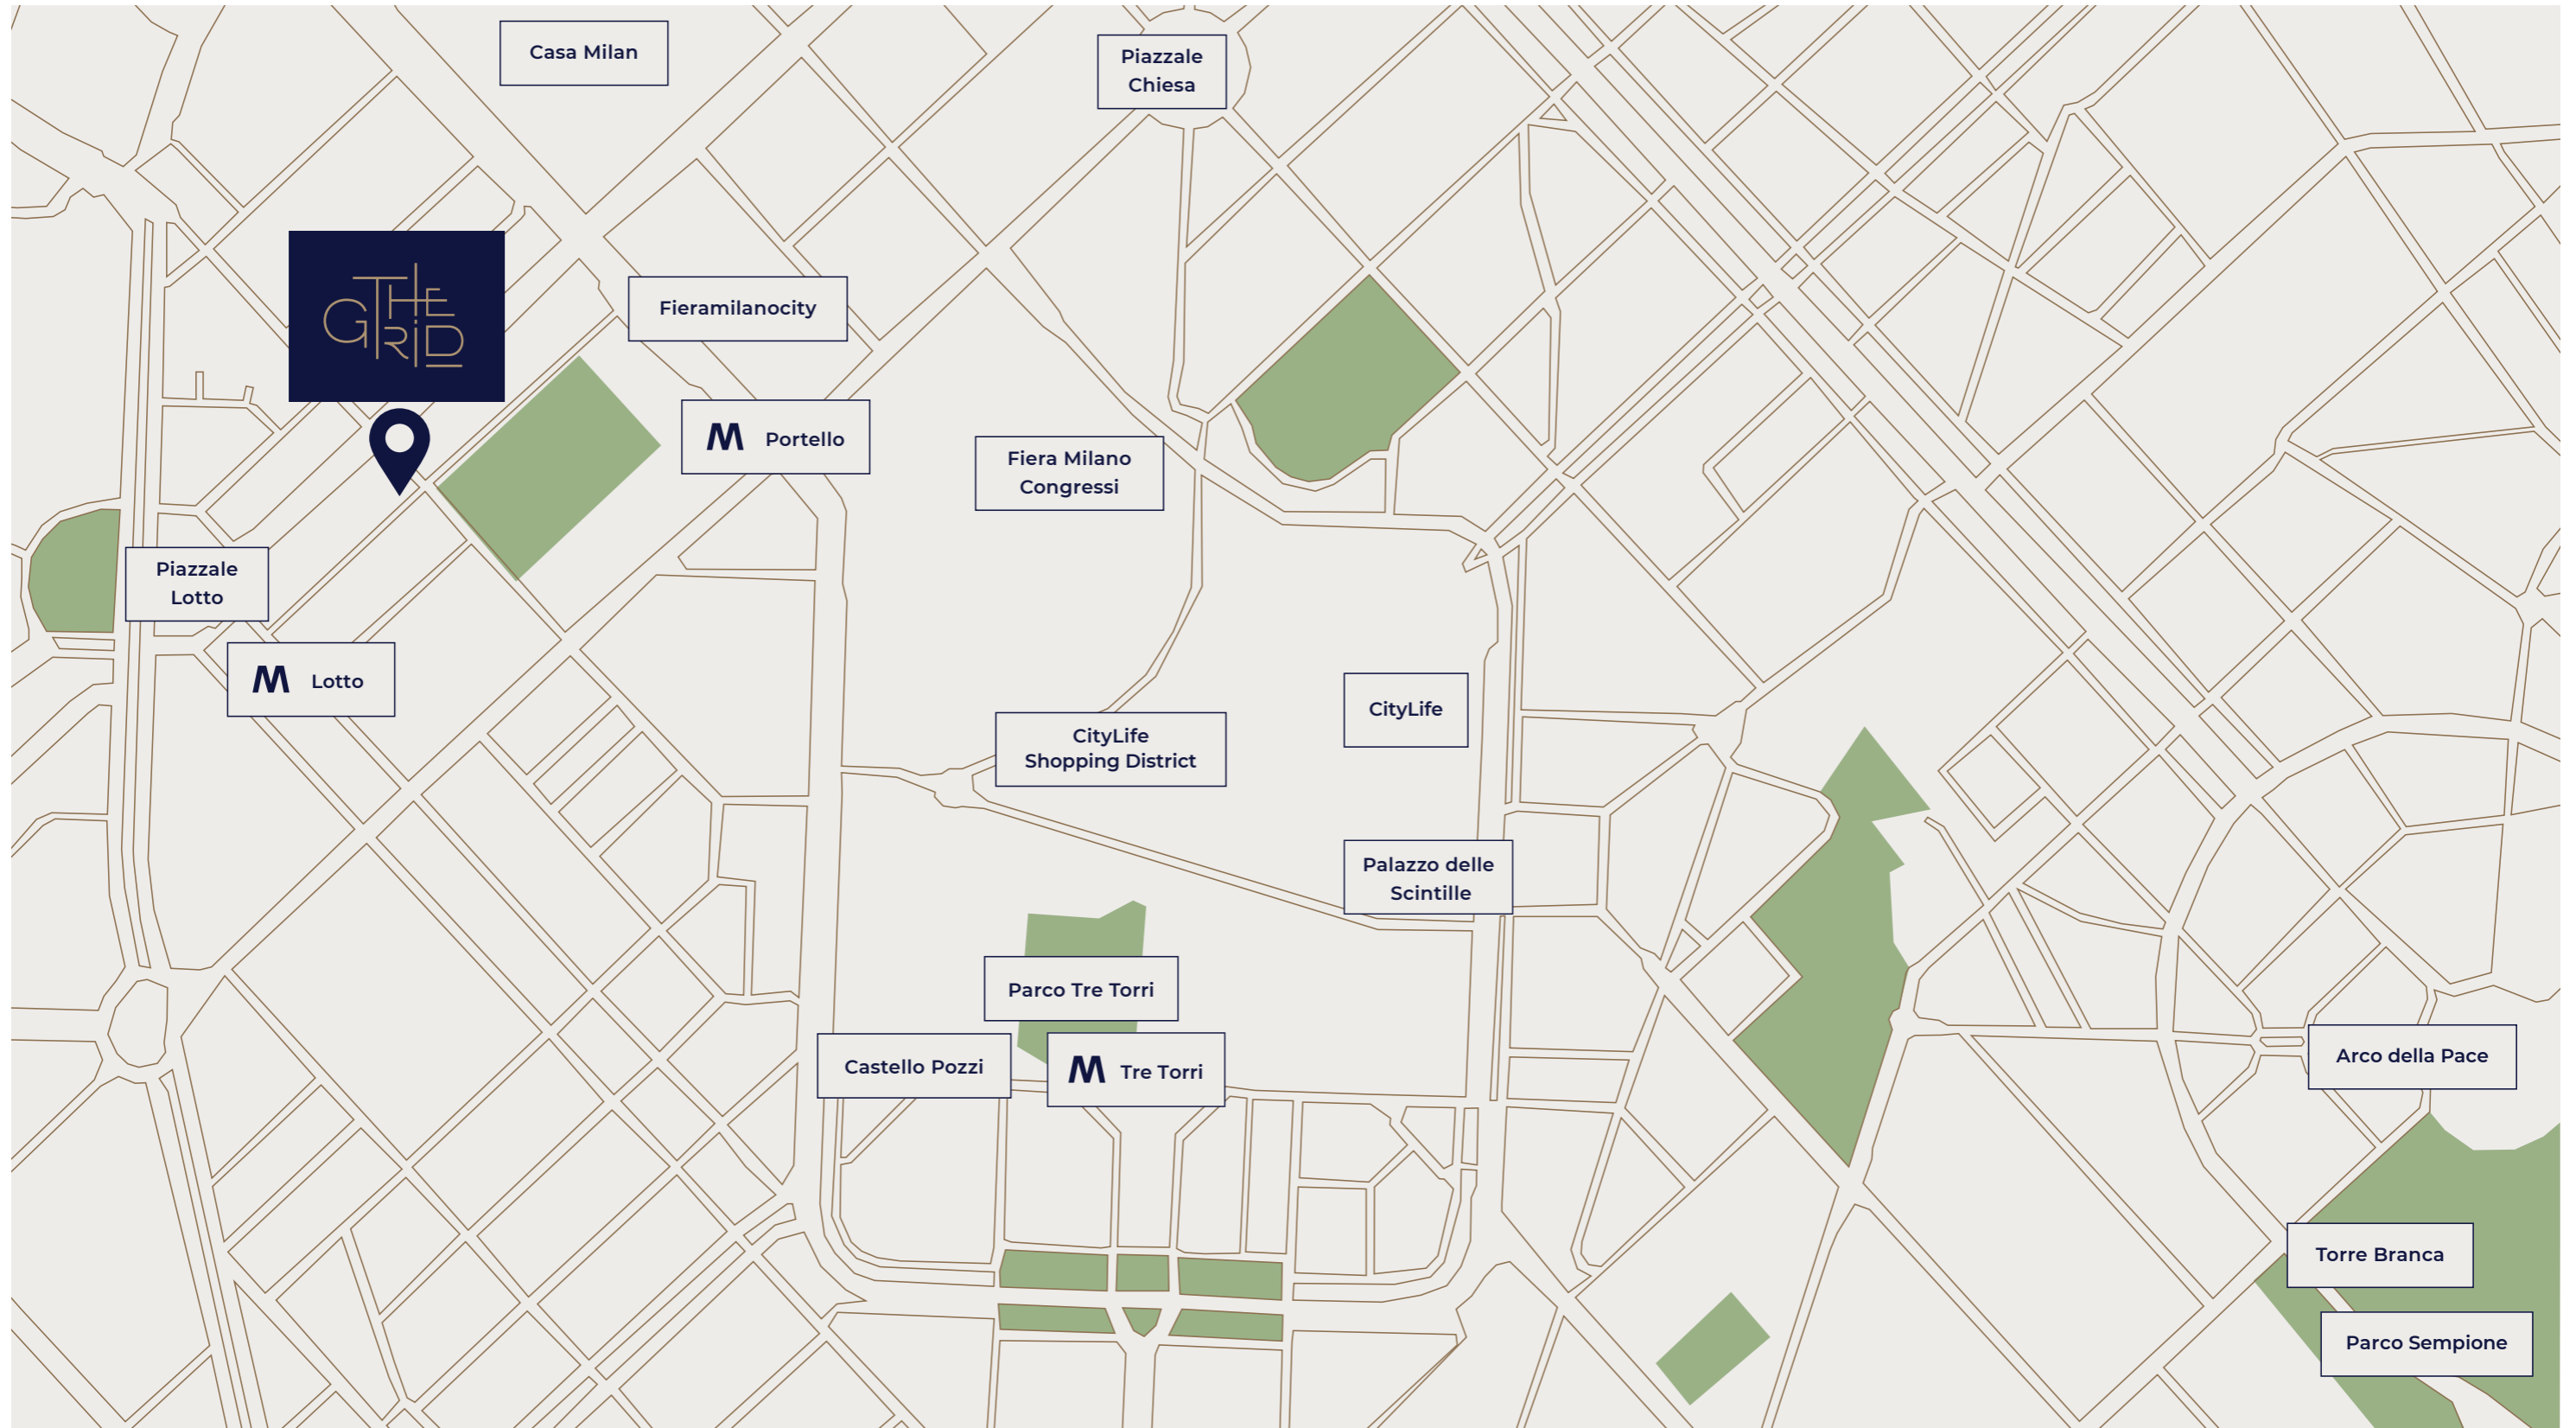 Casa Milan
Piazzale
Chiesa
THE
GRiD
Fieramilanocity
M Portello
Fiera Milano
Congressi
Piazzale
Lotto
M Lotto
CityLife
CityLife
Shopping District
Palazzo delle
Scintille
Parco Tre Torri
Castello Pozzi
M Tre Torri
Arco della Pace
Torre Branca
Parco Sempione